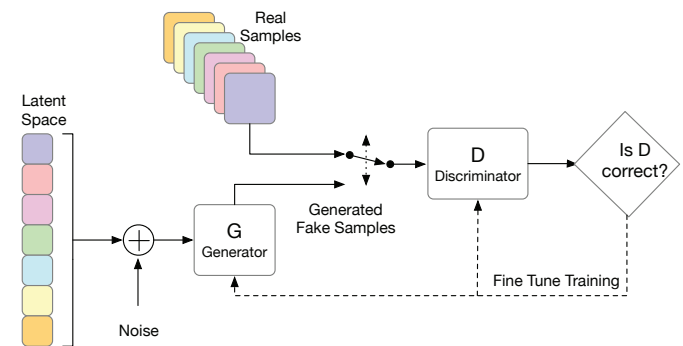 Real
Samples
Latent
Space
D
Discriminator
Is D
correct?
G
Generator
Generated
Fake Samples
Fine Tune Training
Noise